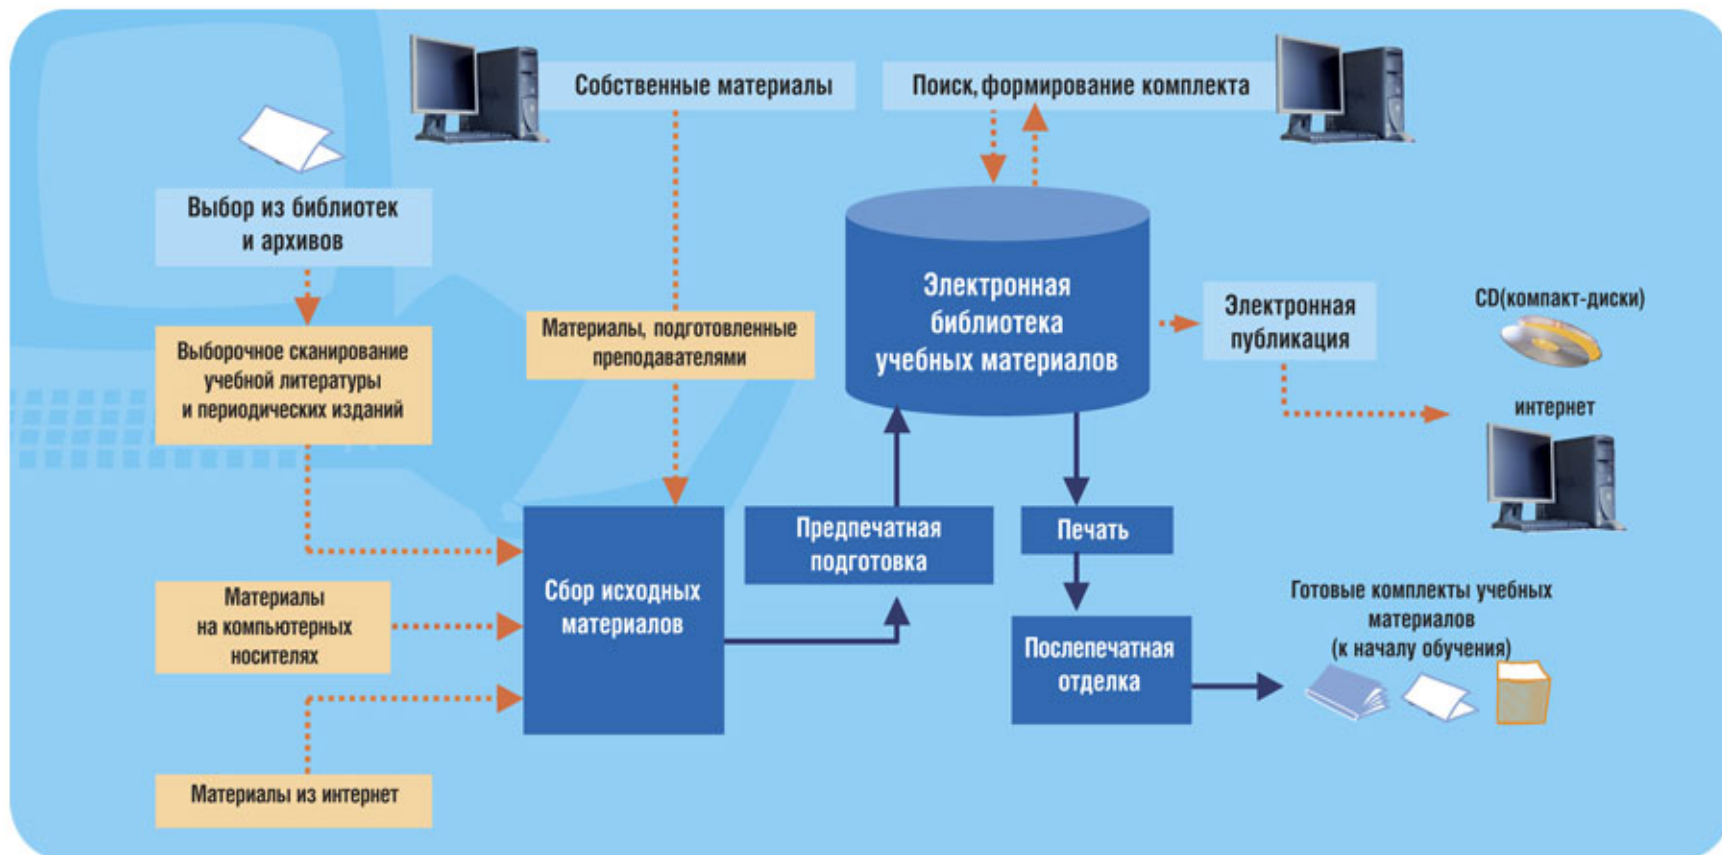 Собственные материалы
Поиск, формирование комплекта
Выбор из библиотек
и архивов
Выборочное сканирование
учебной литературы
и периодических изданий
Материалы, подготовленные
преподавателями
Электронная
библиотека
учебных материалов
Электронная
публикация
CD(компакт-диски)
интернет
Сбор исходных
материалов
Предпечатная
подготовка
Печать
Материалы
на компьютерных
носителях
Послепечатная
отделка
Готовые комплекты учебных
материалов
(к началу обучения)
Материалы из интернет